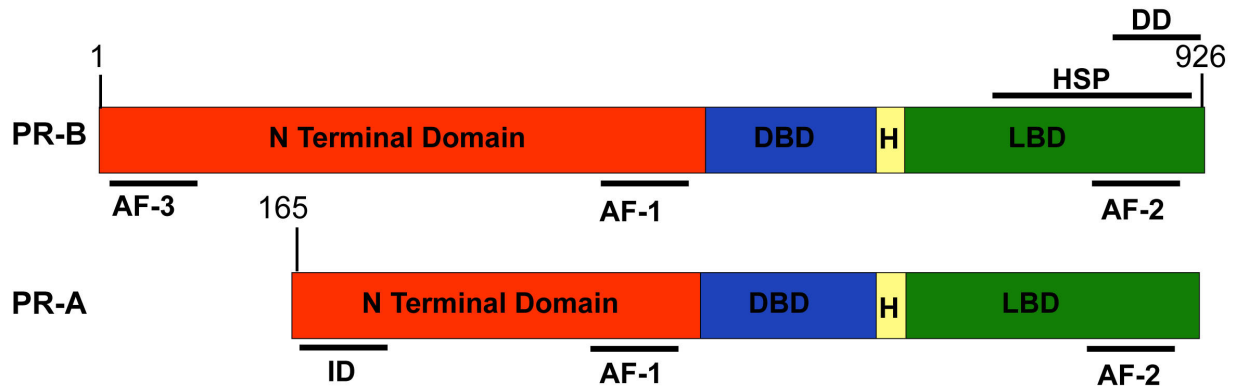 DD
1
926
HSP
PR-B
N Terminal Domain
DBD
H
LBD
AF-3
AF-1
AF-2
165
PR-A
N Terminal Domain
DBD
H
LBD
ID
AF-1
AF-2